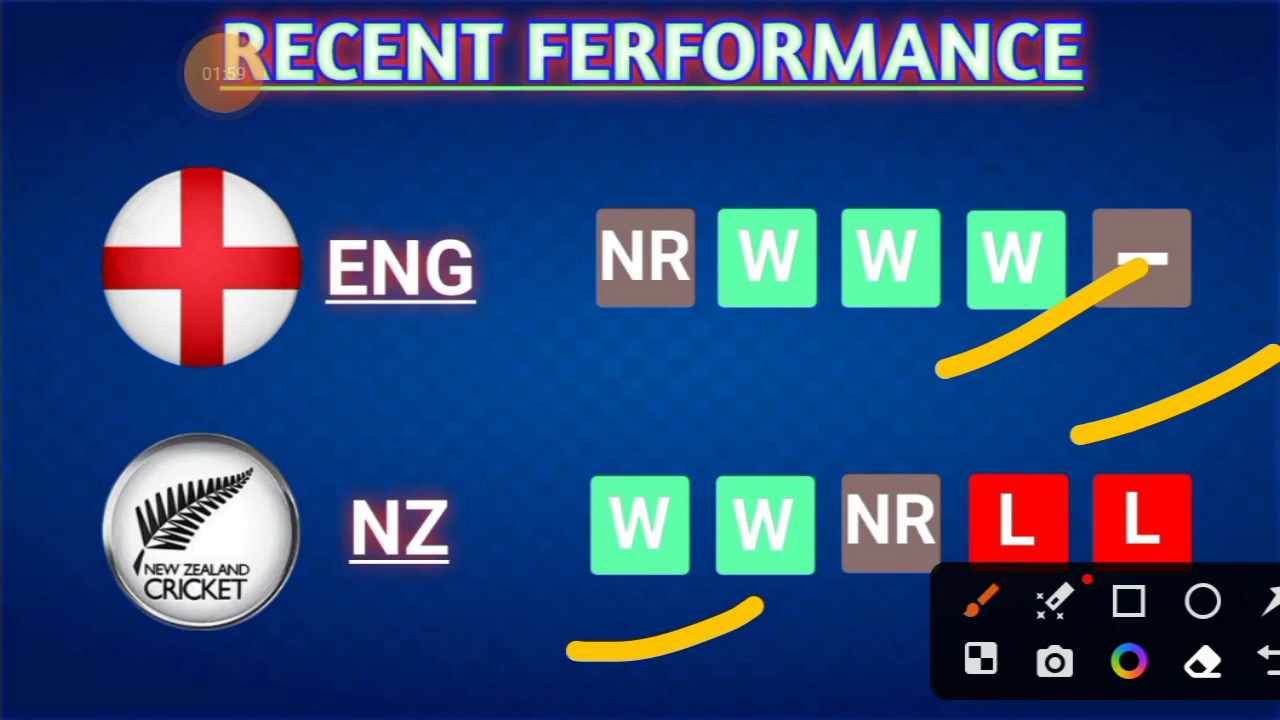 RECENT FERFORMANCE
01:59
ENG NR W W W -
NZ W W NR L L
NEW ZEALAND
CRICKET